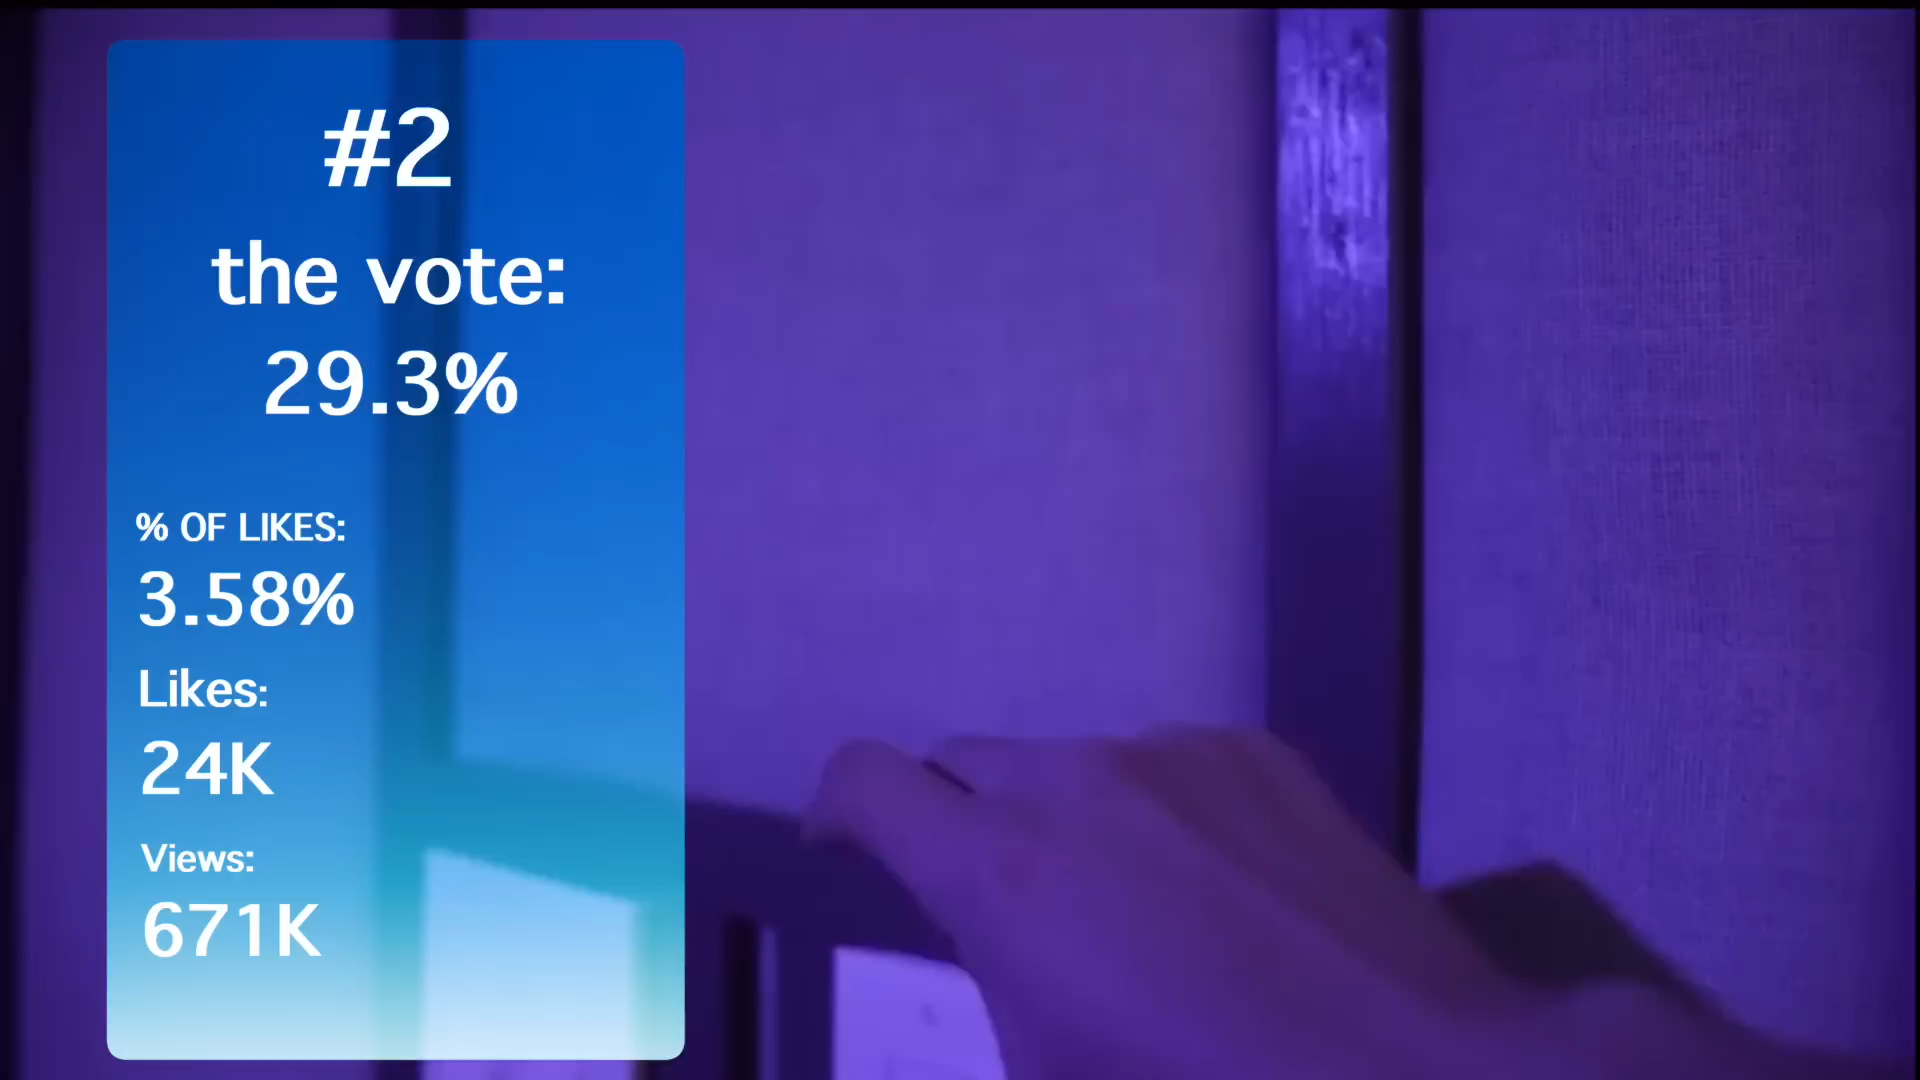 #2
the vote:
29.3%
% OF LIKES:
3.58%
Likes:
24K
Views:
671K